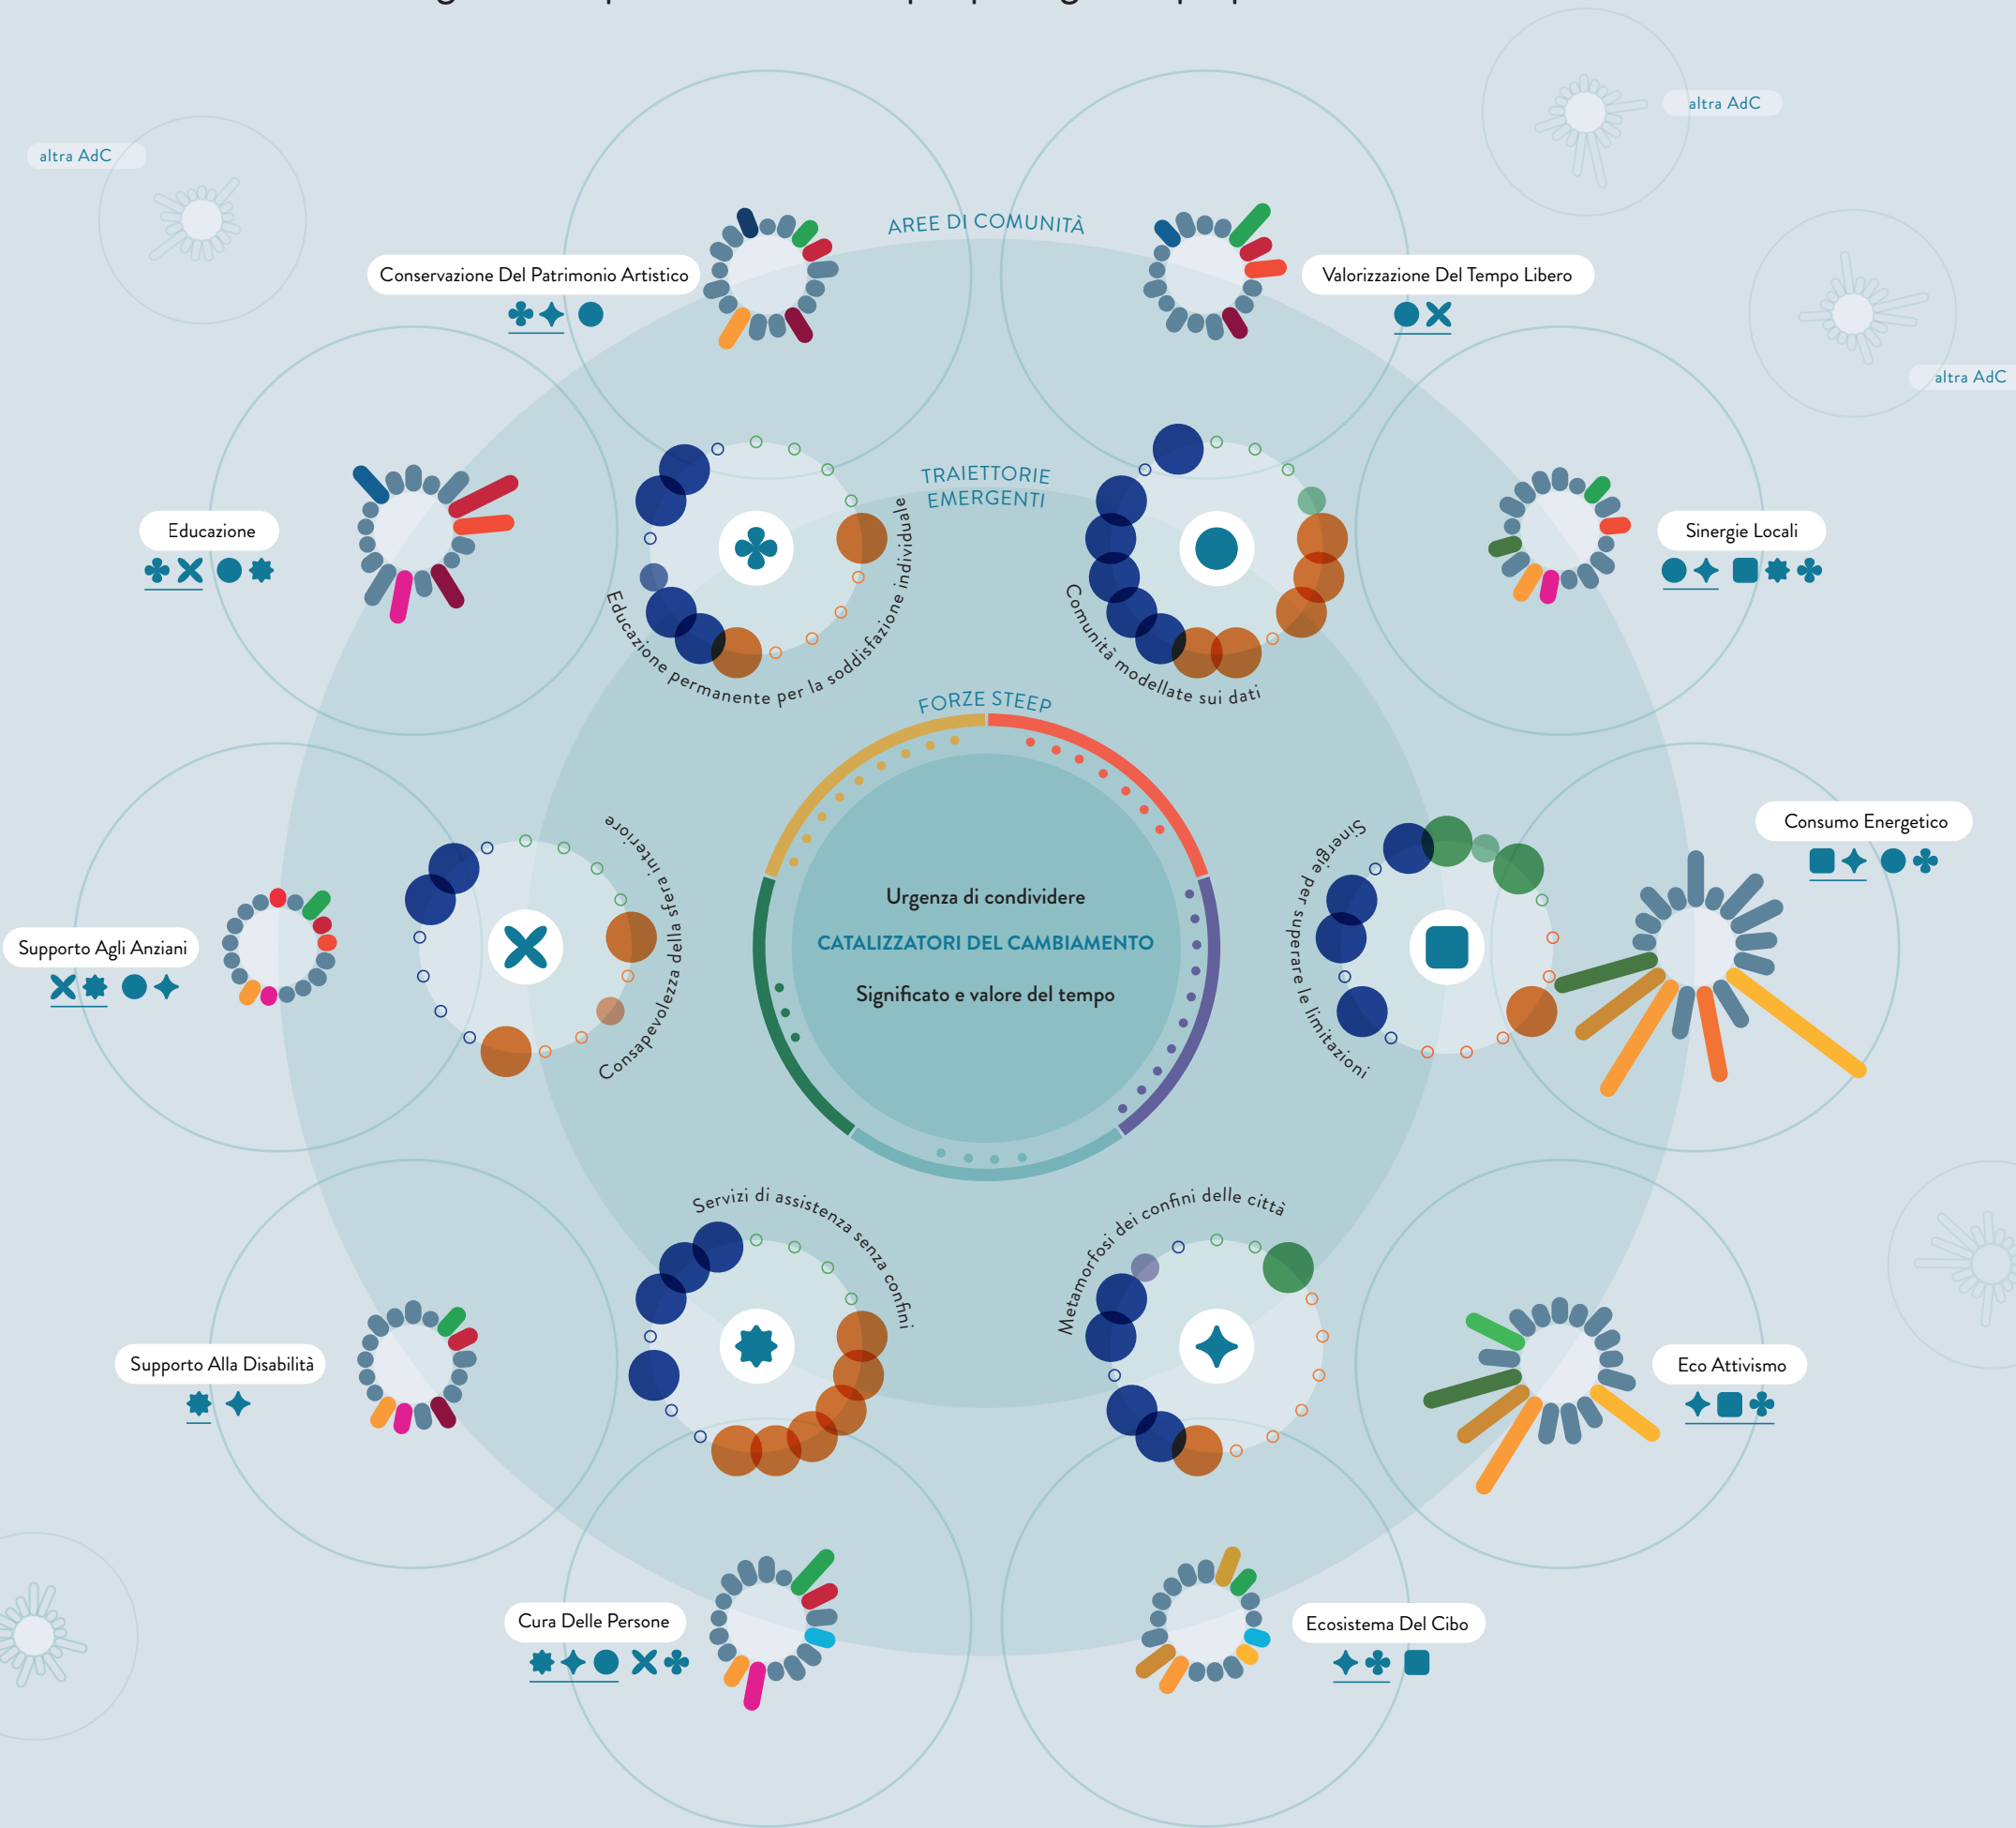 altra AdC
altra AdC
AREE DI COMUNITÀ
Conservazione Del Patrimonio Artistico
Valorizzazione Del Tempo Libero
altra AdC
TRAIETTORIE
EMERGENTI
Educazione
Sinergie Locali
Educazione permanente per la soddisfazione individuale
Comunità modellate sui dati
FORZE STEEP
Consumo Energetico
Consapevolezza della sfera interiore
Sinergie per superare le limitazioni
Urgenza di condividere
CATALIZZATORI DEL CAMBIAMENTO
Significato e valore del tempo
Supporto Agli Anziani
Servizi di assistenza senza confini
Metamorfosi dei confini delle città
Supporto Alla Disabilità
Eco Attivismo
Cura Delle Persone
Ecosistema Del Cibo